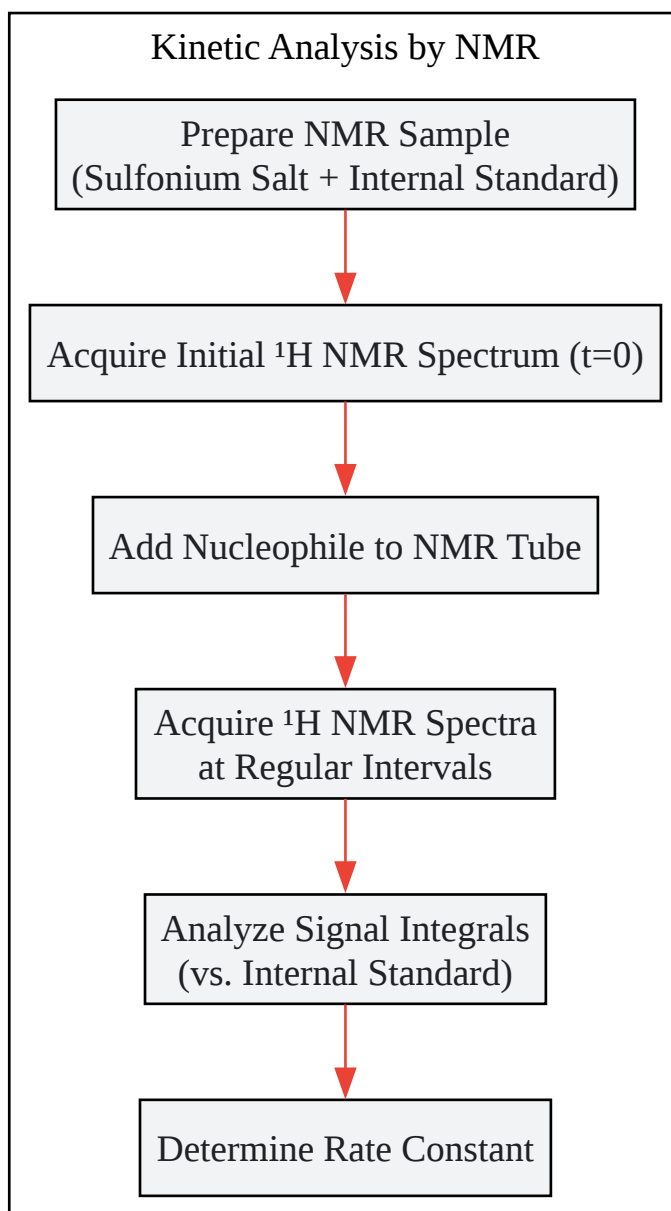 Kinetic Analysis by NMR
Prepare NMR Sample
(Sulfonium Salt + Internal Standard)
Acquire Initial ¹H NMR Spectrum (t=0)
Add Nucleophile to NMR Tube
Acquire ¹H NMR Spectra
at Regular Intervals
Analyze Signal Integrals
(vs. Internal Standard)
Determine Rate Constant